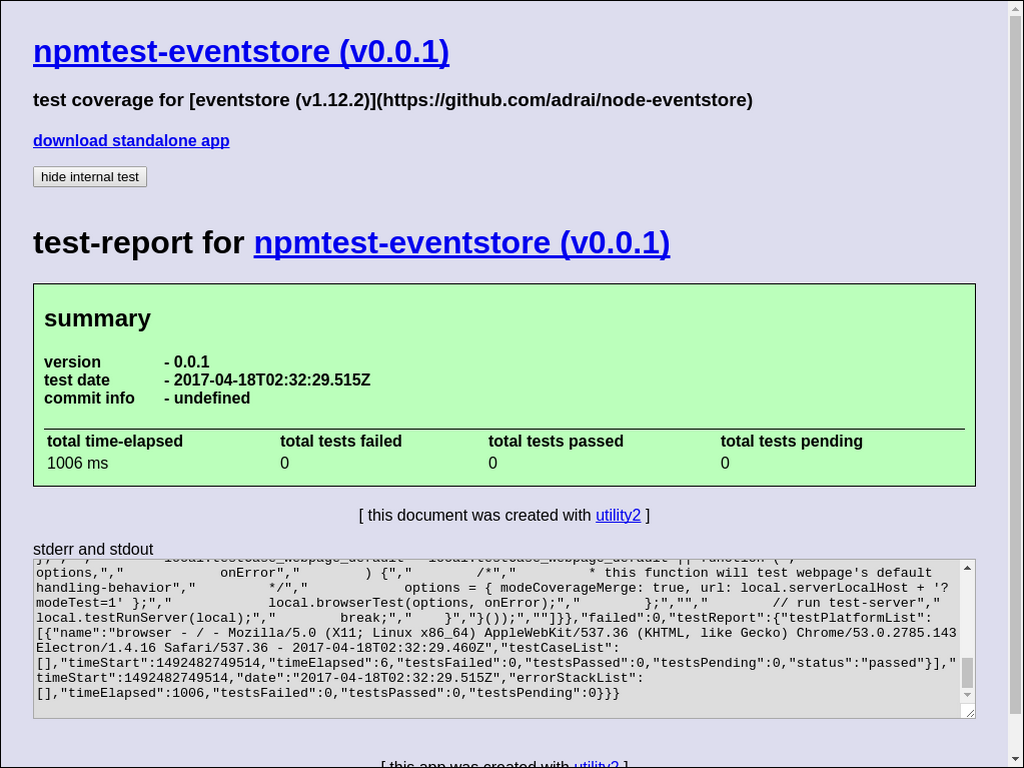 npmtest-eventstore (v0.0.1)
test coverage for [eventstore (v1.12.2)](https://github.com/adrai/node-eventstore)
download standalone app
hide internal test
test-report for npmtest-eventstore (v0.0.1)
summary
version - 0.0.1
test date - 2017-04-18T02:32:29.515Z
commit info - undefined
total time-elapsed total tests failed total tests passed total tests pending
1006 ms 0 0 0
[ this document was created with utility2 ]
stderr and stdout
options,","            onError","        ) {","        /*","         * this function will test webpage's default
handling-behavior","         */","            options = { modeCoverageMerge: true, url: local.serverLocalHost + '?
modeTest=1' };","            local.browserTest(options, onError);","        };","        // run test-server","
local.testRunServer(local);","        break;","    }","}());",""]}},"failed":0,"testReport":{"testPlatformList":
[{"name":"browser - / - Mozilla/5.0 (X11; Linux x86_64) AppleWebKit/537.36 (KHTML, like Gecko) Chrome/53.0.2785.143
Electron/1.4.16 Safari/537.36 - 2017-04-18T02:32:29.460Z","testCaseList":
[],"timeStart":1492482749514,"timeElapsed":6,"testsFailed":0,"testsPassed":0,"testsPending":0,"status":"passed"}],"
timeStart":1492482749514,"date":"2017-04-18T02:32:29.515Z","errorStackList":
[],"timeElapsed":1006,"testsFailed":0,"testsPassed":0,"testsPending":0}}}
[ this app was created with utility2 ]